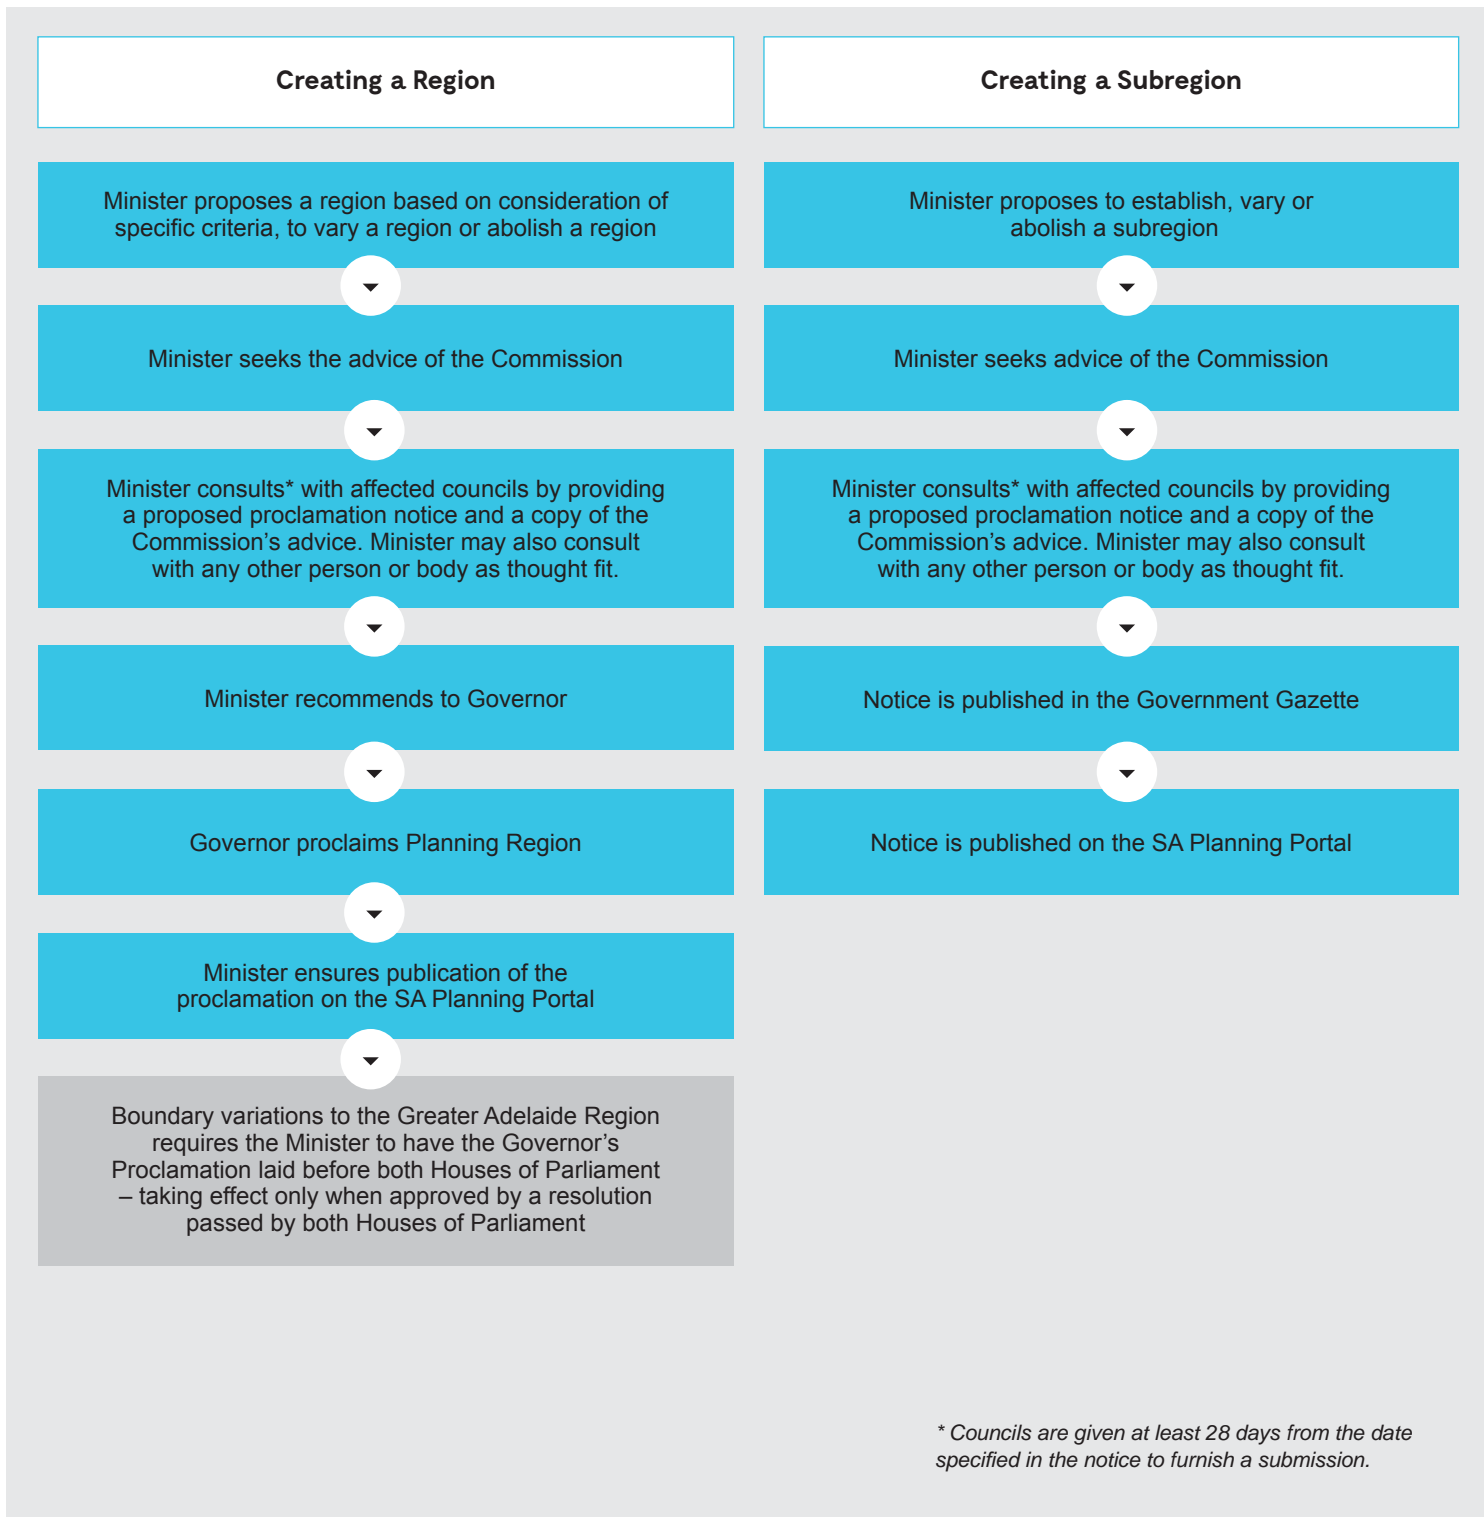 Creating a Region
Minister proposes a region based on consideration of
specific criteria, to vary a region or abolish a region
Minister seeks the advice of the Commission
Minister consults* with affected councils by providing
a proposed proclamation notice and a copy of the
Commission’s advice. Minister may also consult
with any other person or body as thought fit.
Minister recommends to Governor
Governor proclaims Planning Region
Minister ensures publication of the
proclamation on the SA Planning Portal
Boundary variations to the Greater Adelaide Region
requires the Minister to have the Governor’s
Proclamation laid before both Houses of Parliament
– taking effect only when approved by a resolution
passed by both Houses of Parliament
Creating a Subregion
Minister proposes to establish, vary or
abolish a subregion
Minister seeks advice of the Commission
Minister consults* with affected councils by providing
a proposed proclamation notice and a copy of the
Commission’s advice. Minister may also consult
with any other person or body as thought fit.
Notice is published in the Government Gazette
Notice is published on the SA Planning Portal
* Councils are given at least 28 days from the date
specified in the notice to furnish a submission.